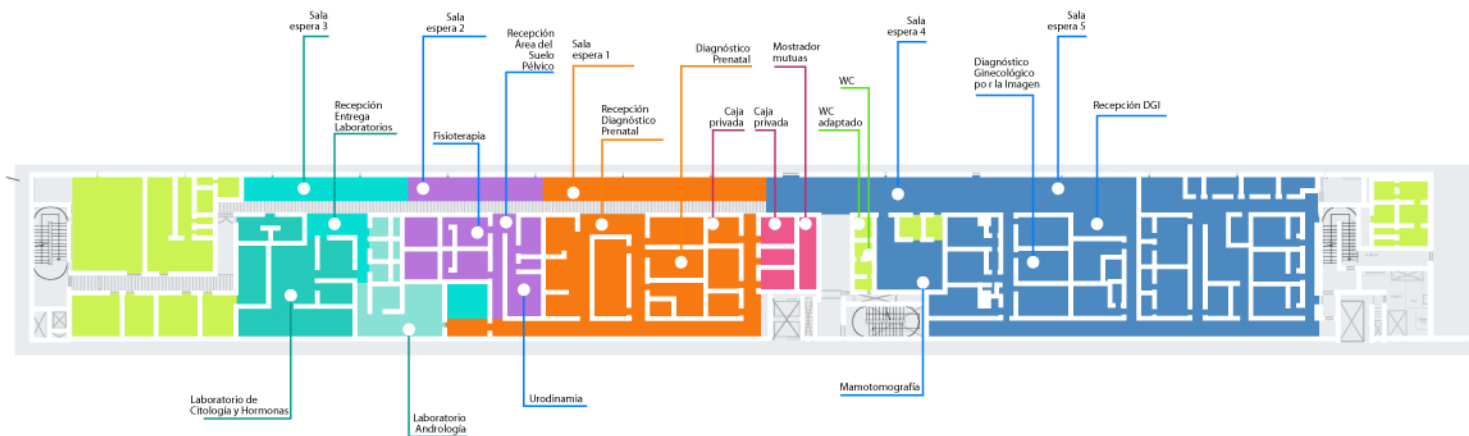 Sala
espera 3
Sala
espera 2
Recepción
Área del
Suelo
Pélvico
Sala
espera 1
Diagnóstico
Prenatal
Mostrador
mutuas
WC
Sala
espera 4
Sala
espera 5
Diagnóstico
Ginecológico
po r la Imagen
Recepción
Entrega
Laboratorios
Fisioterapia
Recepción
Diagnóstico
Prenatal
Caja
privada
Caja
privada
WC
adaptado
Recepción DGI
Laboratorio de
Citología y Hormonas
Laboratorio
Andrología
Urodinamia
Mamotomografía